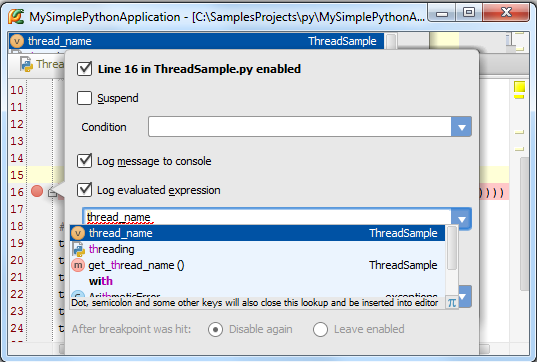 MySimplePythonApplication - [C:\SamplesProjects\py\MySimplePythonA...
thread_name ThreadSample
Threa
Line 16 in ThreadSample.py enabled
10
Suspend
11
12
Condition
13
14
Log message to console
15
16
Log evaluated expression
))))
17
thread_name
18 #
thread_name ThreadSample
19 t
threading
20 t
get_thread_name () ThreadSample
21 t
with
22 t
ArithmeticError exceptions
Dot, semicolon and some other keys will also close this lookup and be inserted into editor π
23 t
After breakpoint was hit: Disable again Leave enabled
24 t